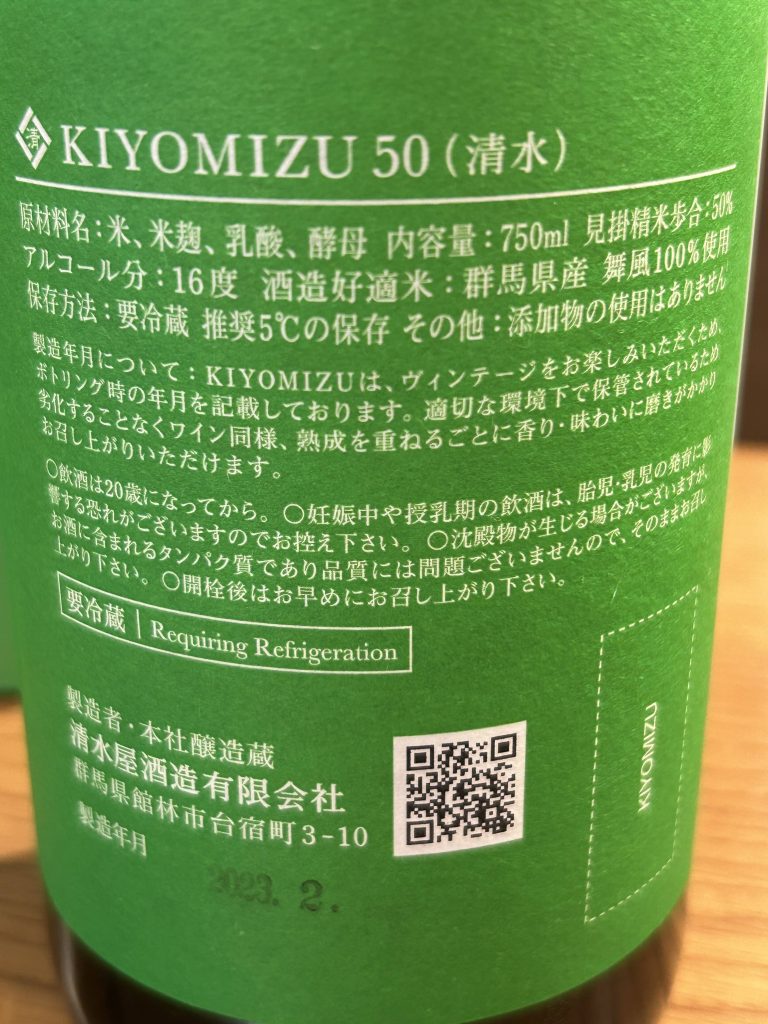 清 KIYOMIZU 50（清水）
原材料名：米、米麹、乳酸、酵母 内容量：750ml 見掛精米歩合：50%
アルコール分：16度 酒造好適米：群馬県産 舞風100%使用
保存方法：要冷蔵 推奨5℃の保存 その他：添加物の使用はありません
製造年月について：KIYOMIZUは、ヴィンテージをお楽しみいただくため、
ボトリング時の年月を記載しております。適切な環境下で保管されているため
劣化することなくワイン同様、熟成を重ねるごとに香り・味わいに磨きがかかり
お召し上がりいただけます。
○飲酒は20歳になってから。○妊娠中や授乳期の飲酒は、胎児・乳児の発育に影
響する恐れがございますのでお控え下さい。○沈殿物が生じる場合がございますが、
お酒に含まれるタンパク質であり品質には問題ございませんので、そのままお召し
上がり下さい。○開栓後はお早めにお召し上がり下さい。
要冷蔵 | Requiring Refrigeration
製造者・本社醸造蔵
清水屋酒造有限会社
群馬県館林市台宿町3-10
製造年月
2023. 2.
KIYOMIZU